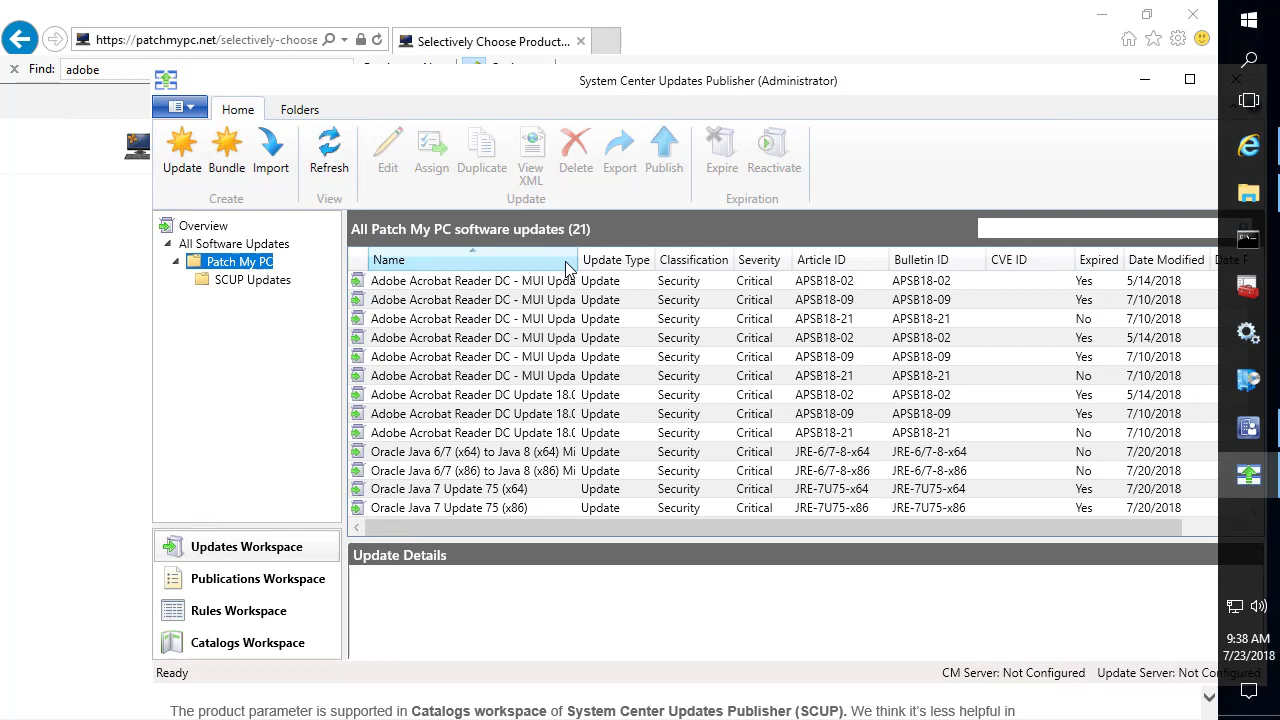 https://patchmypc.net/selectively-choose
Selectively Choose Product...
Find: adobe
System Center Updates Publisher (Administrator)
Home Folders
Update Bundle Import Refresh Edit Assign Duplicate View XML Delete Export Publish Expire Reactivate
Create View Update Expiration
Overview
All Software Updates
Patch My PC
SCUP Updates
All Patch My PC software updates (21)
Name Update Type Classification Severity Article ID Bulletin ID CVE ID Expired Date Modified
Adobe Acrobat Reader DC - MUI Upda Update Security Critical APSB18-02 APSB18-02 Yes 5/14/2018
Adobe Acrobat Reader DC - MUI Upda Update Security Critical APSB18-09 APSB18-09 Yes 7/10/2018
Adobe Acrobat Reader DC - MUI Upda Update Security Critical APSB18-21 APSB18-21 No 7/10/2018
Adobe Acrobat Reader DC - MUI Upda Update Security Critical APSB18-02 APSB18-02 Yes 5/14/2018
Adobe Acrobat Reader DC - MUI Upda Update Security Critical APSB18-09 APSB18-09 Yes 7/10/2018
Adobe Acrobat Reader DC - MUI Upda Update Security Critical APSB18-21 APSB18-21 No 7/10/2018
Adobe Acrobat Reader DC Update 18.0 Update Security Critical APSB18-02 APSB18-02 Yes 5/14/2018
Adobe Acrobat Reader DC Update 18.0 Update Security Critical APSB18-09 APSB18-09 Yes 7/10/2018
Adobe Acrobat Reader DC Update 18.0 Update Security Critical APSB18-21 APSB18-21 No 7/10/2018
Oracle Java 6/7 (x64) to Java 8 (x64) Mi Update Security Critical JRE-6/7-8-x64 JRE-6/7-8-x64 No 7/20/2018
Oracle Java 6/7 (x86) to Java 8 (x86) Mi Update Security Critical JRE-6/7-8-x86 JRE-6/7-8-x86 No 7/20/2018
Oracle Java 7 Update 75 (x64) Update Security Critical JRE-7U75-x64 JRE-7U75-x64 Yes 7/20/2018
Oracle Java 7 Update 75 (x86) Update Security Critical JRE-7U75-x86 JRE-7U75-x86 Yes 7/20/2018
Update Details
Updates Workspace
Publications Workspace
Rules Workspace
Catalogs Workspace
Ready CM Server: Not Configured Update Server: Not Configured
9:38 AM
7/23/2018
The product parameter is supported in Catalogs workspace of System Center Updates Publisher (SCUP). We think it's less helpful in